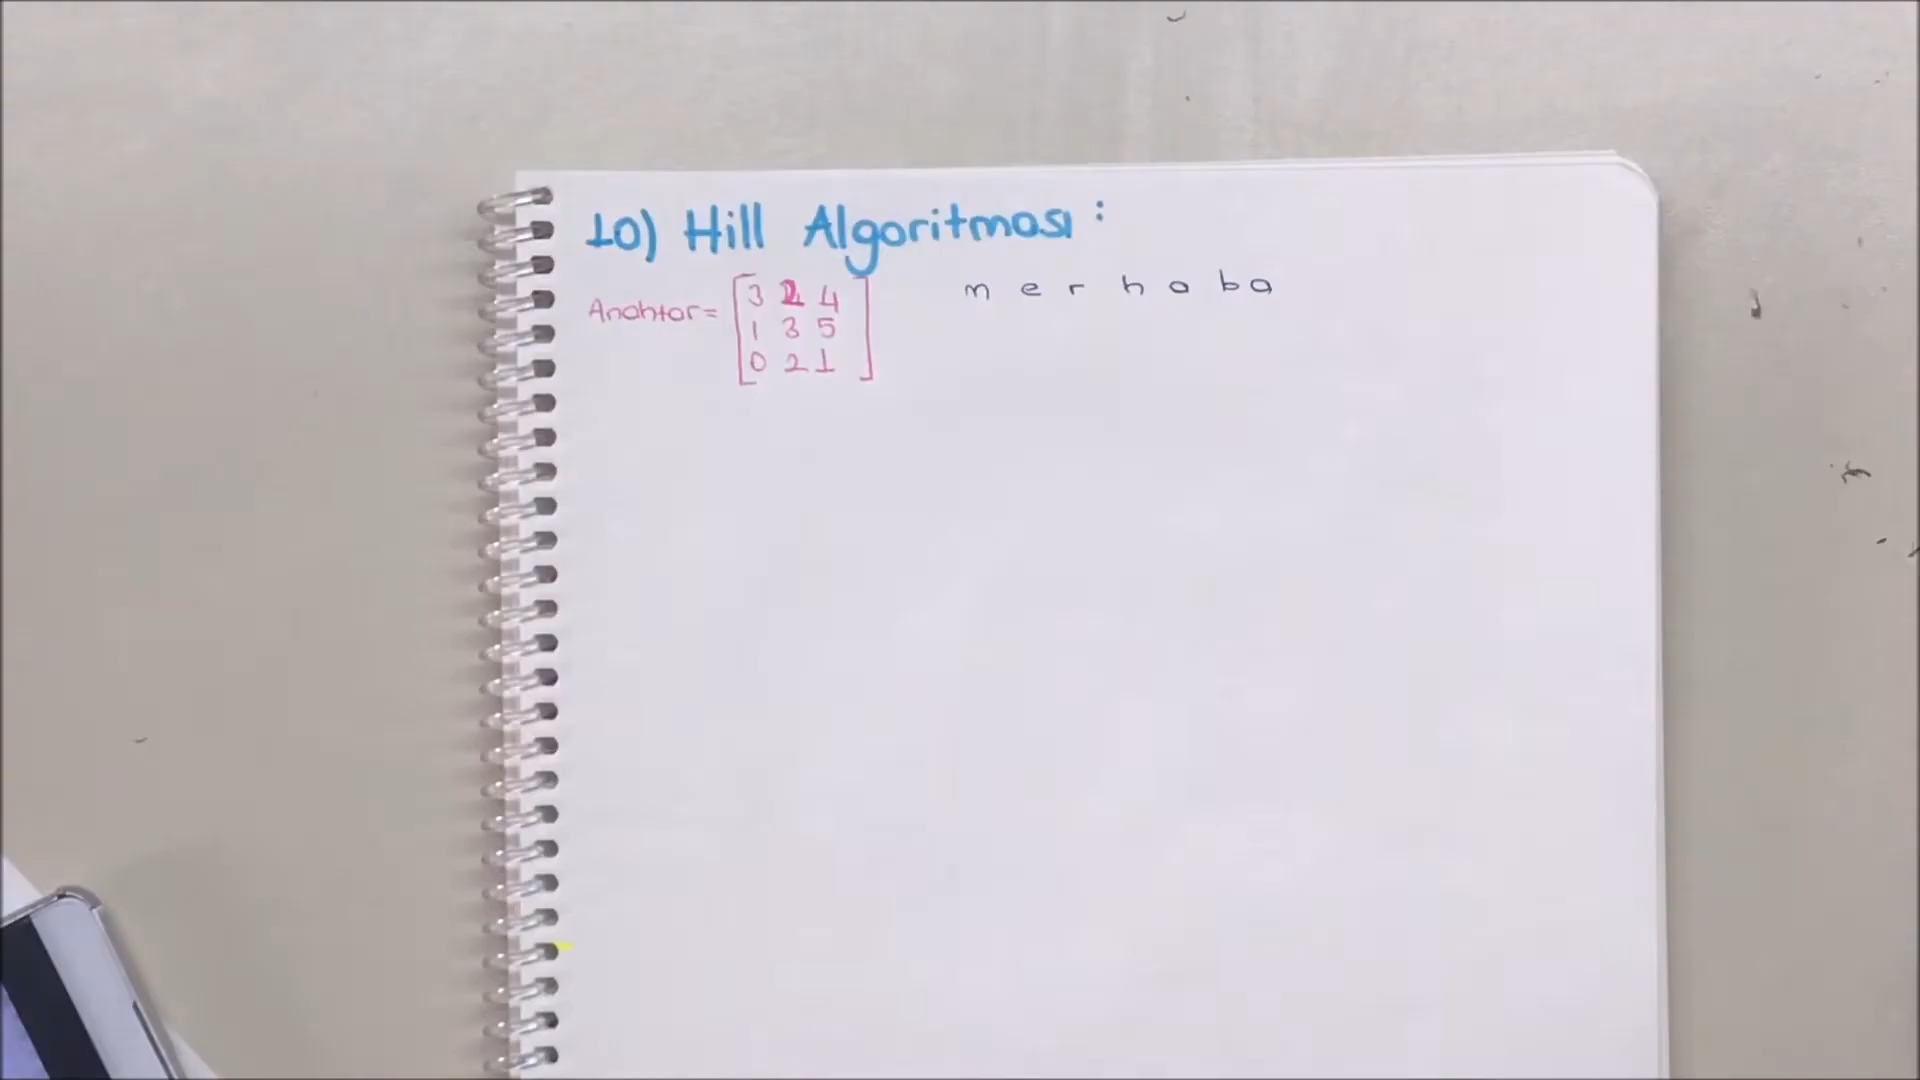 10) Hill Algoritması:
Anahtar = [3 2 4 m e r h a b a
1 3 5
0 2 1]